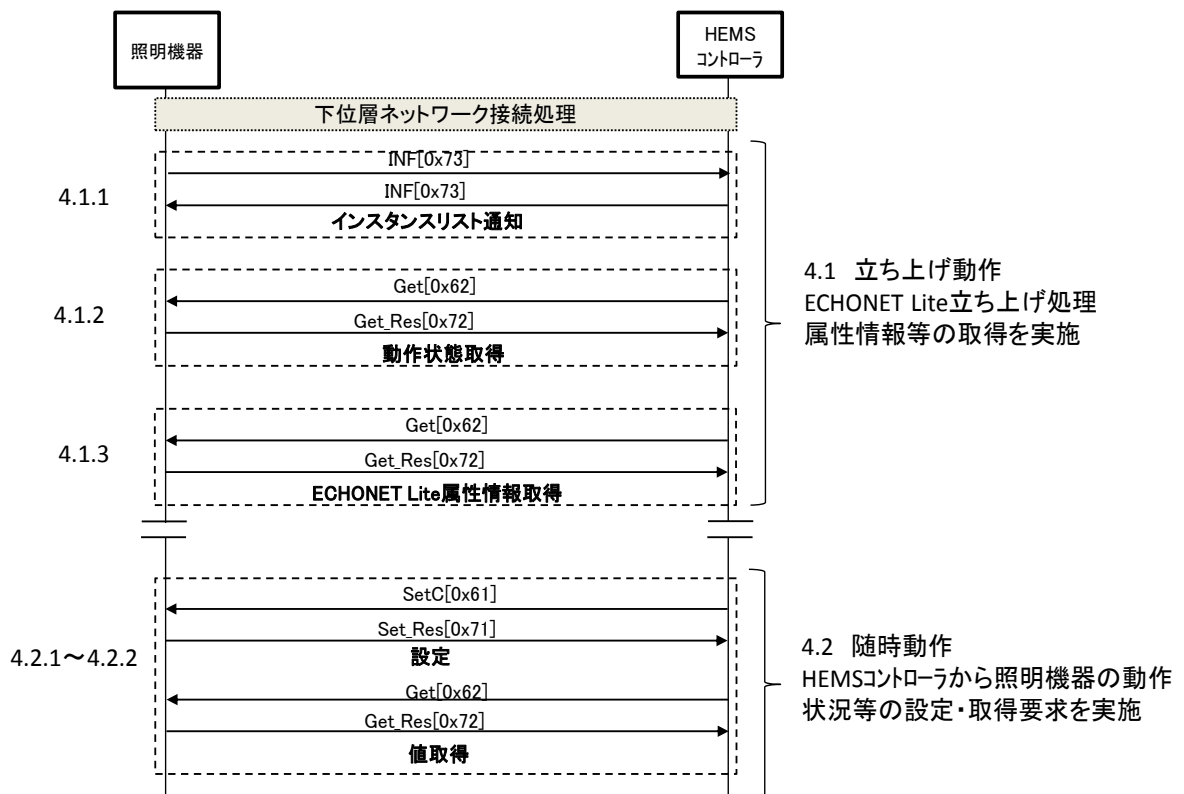 照明機器
HEMS
コントローラ
下位層ネットワーク接続処理
4.1.1
INF[0x73]
INF[0x73]
インスタンスリスト通知
4.1.2
Get[0x62]
Get_Res[0x72]
動作状態取得
4.1.3
Get[0x62]
Get_Res[0x72]
ECHONET Lite属性情報取得
4.1 立ち上げ動作
ECHONET Lite立ち上げ処理
属性情報等の取得を実施
4.2.1～4.2.2
SetC[0x61]
Set_Res[0x71]
設定
Get[0x62]
Get_Res[0x72]
値取得
4.2 随時動作
HEMSコントローラから照明機器の動作
状況等の設定・取得要求を実施